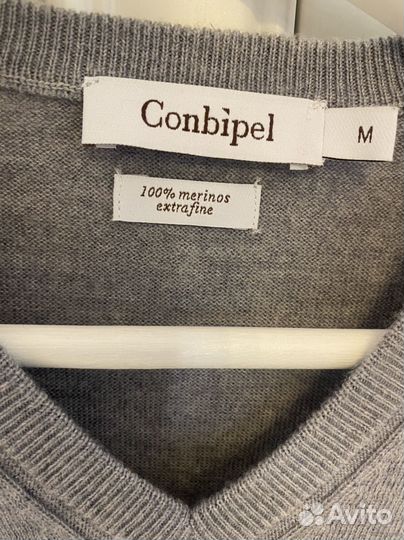 Conbipel
M
100% merinos
extrafine
Avito